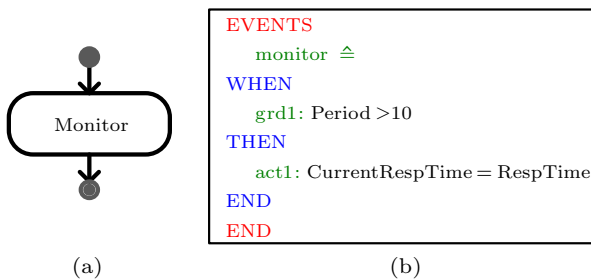 Monitor
(a)
EVENTS
monitor ≙
WHEN
grd1: Period >10
THEN
act1: CurrentRespTime = RespTime
END
END
(b)